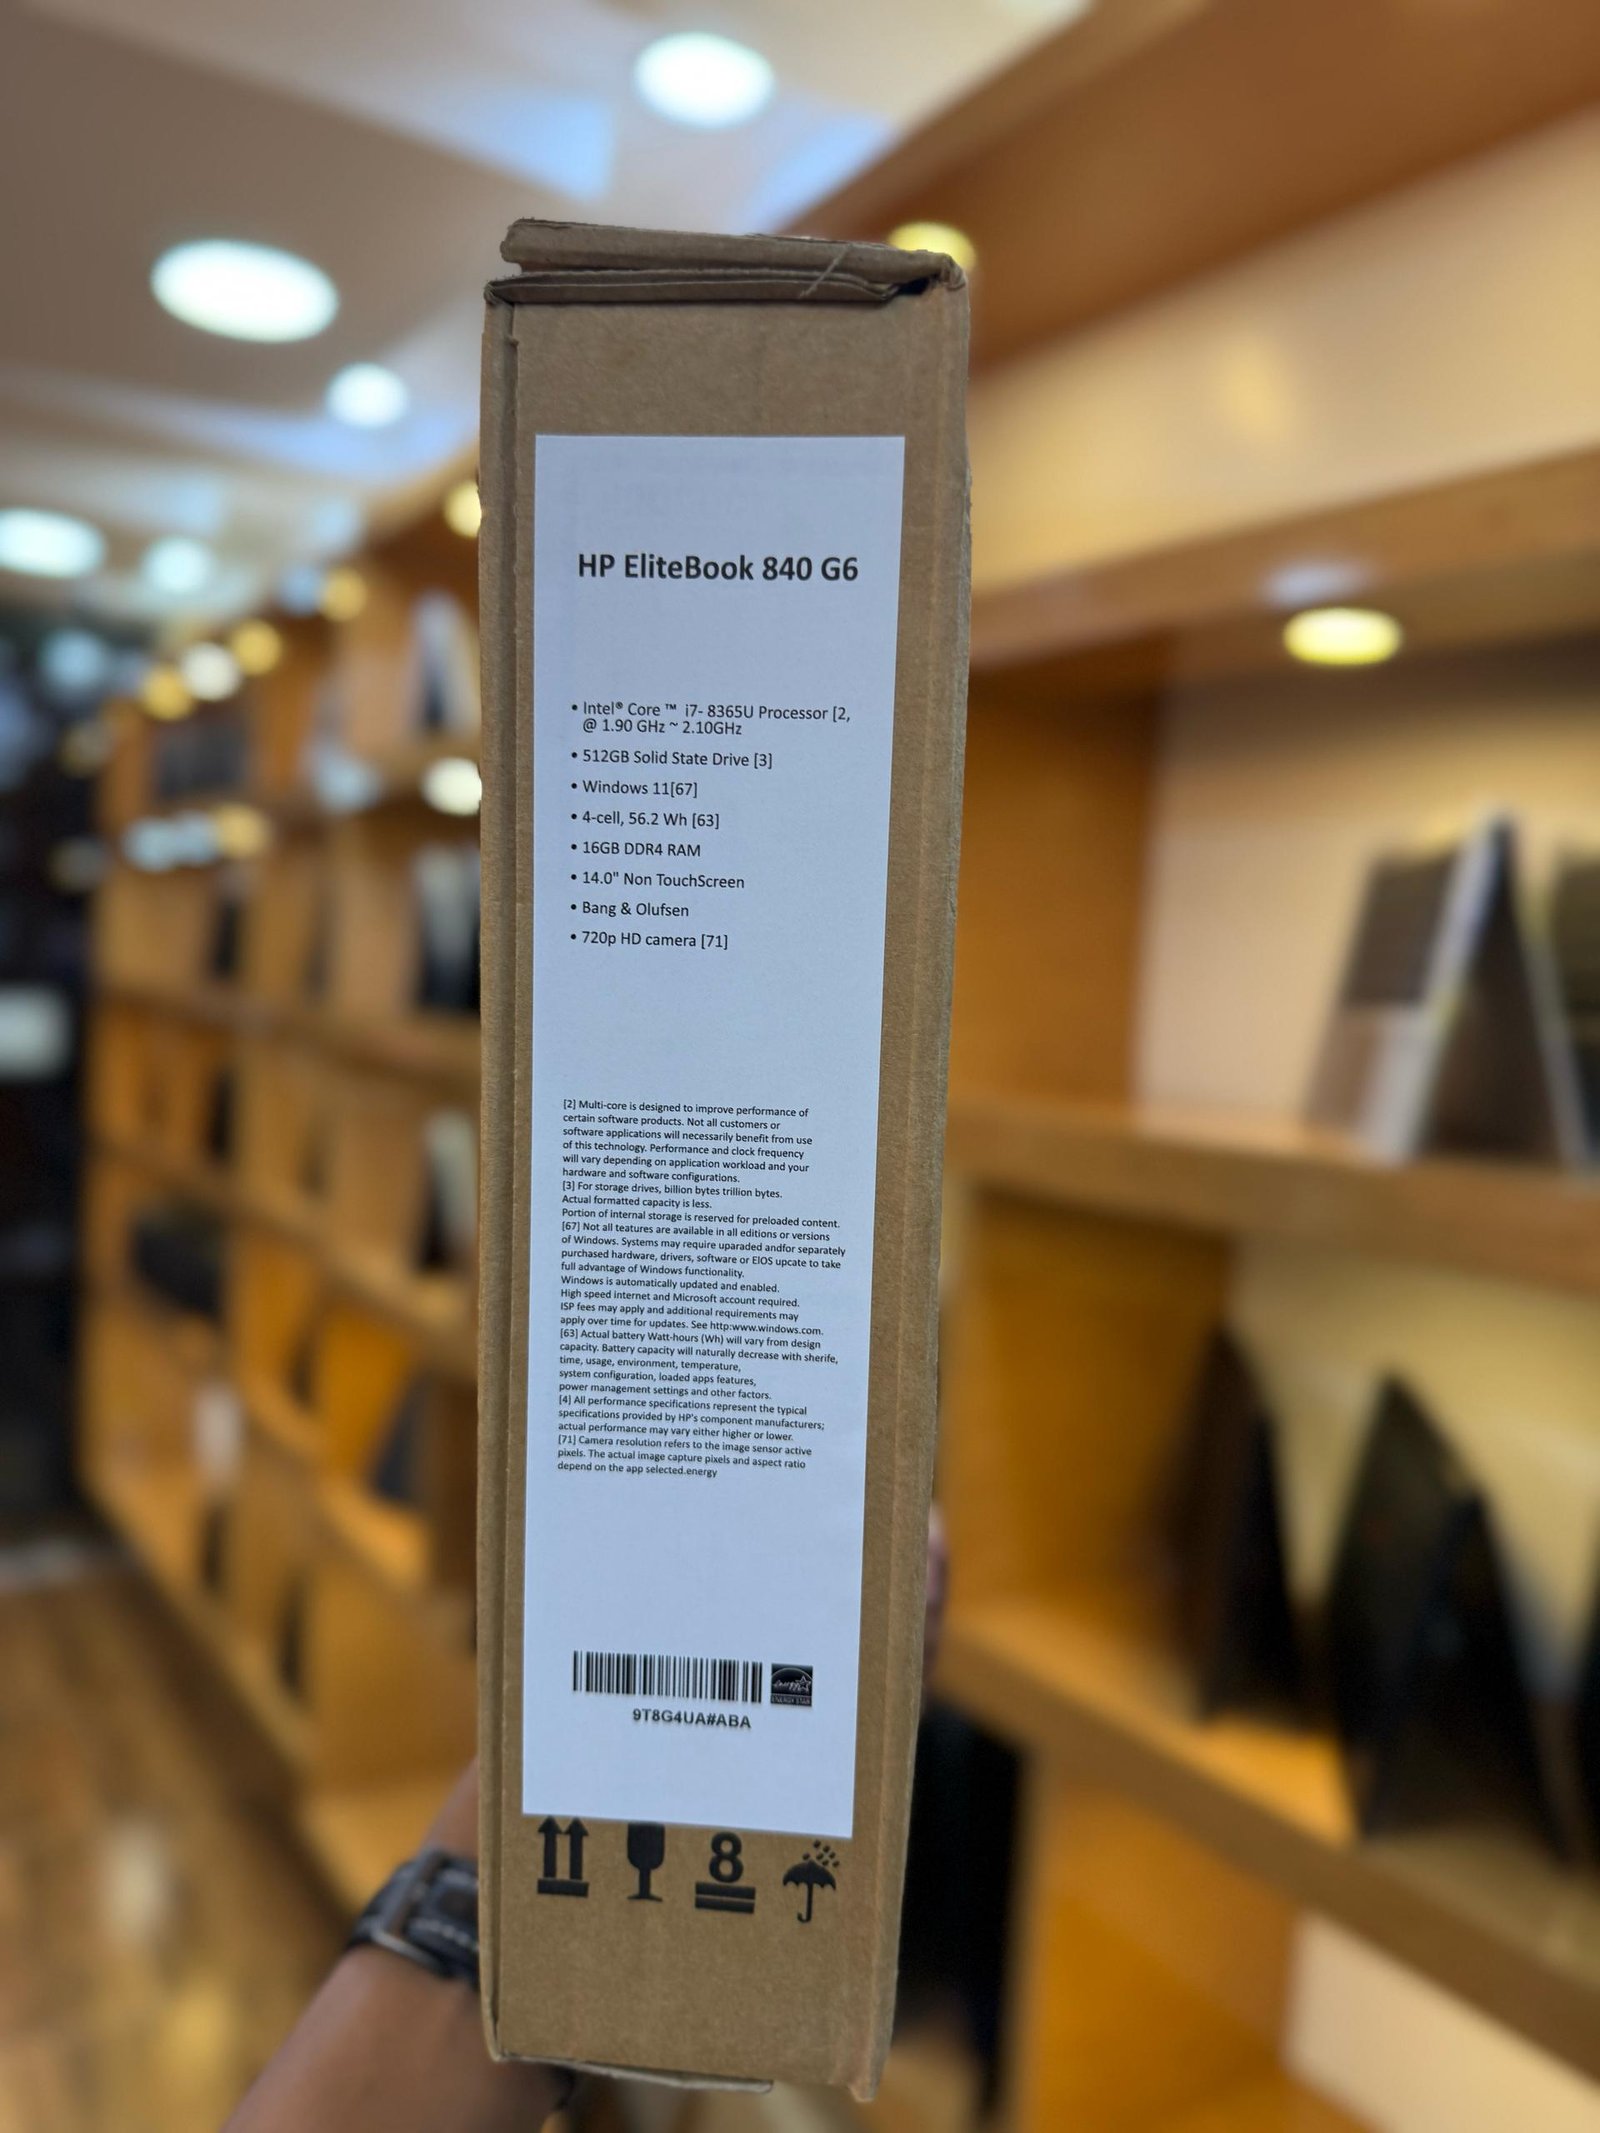 HP EliteBook 840 G6
• Intel® Core ™ i7- 8365U Processor [2,
@ 1.90 GHz ~ 2.10GHz
• 512GB Solid State Drive [3]
• Windows 11[67]
• 4-cell, 56.2 Wh [63]
• 16GB DDR4 RAM
• 14.0" Non TouchScreen
• Bang & Olufsen
• 720p HD camera [71]
[2] Multi-core is designed to improve performance of
certain software products. Not all customers or
software applications will necessarily benefit from use
of this technology. Performance and clock frequency
will vary depending on application workload and your
hardware and software configurations.
[3] For storage drives, billion bytes trillion bytes.
Actual formatted capacity is less.
Portion of internal storage is reserved for preloaded content.
[67] Not all teatures are available in all editions or versions
of Windows. Systems may require uparaded andfor separately
purchased hardware, drivers, software or EIOS upcate to take
full advantage of Windows functionality.
Windows is automatically updated and enabled.
High speed internet and Microsoft account required.
ISP fees may apply and additional requirements may
apply over time for updates. See http:www.windows.com.
[63] Actual battery Watt-hours (Wh) will vary from design
capacity. Battery capacity will naturally decrease with sherife,
time, usage, environment, temperature,
system configuration, loaded apps features,
power management settings and other factors.
[4] All performance specifications represent the typical
specifications provided by HP's component manufacturers;
actual performance may vary either higher or lower.
[71] Camera resolution refers to the image sensor active
pixels. The actual image capture pixels and aspect ratio
depend on the app selected.energy
ENERGY STAR
9T8G4UA#ABA
8